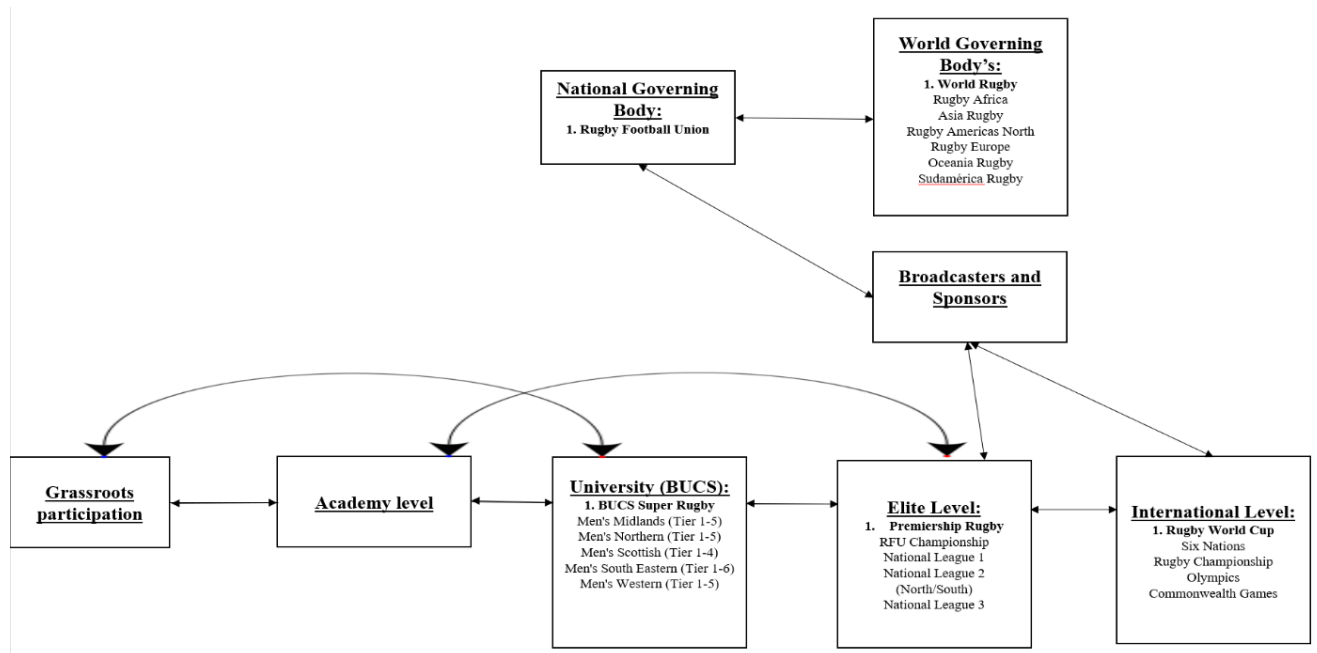 World Governing
Body's:
1. World Rugby
Rugby Africa
Asia Rugby
Rugby Americas North
Rugby Europe
Oceania Rugby
Sudamérica Rugby
National Governing
Body:
1. Rugby Football Union
Broadcasters and
Sponsors
Grassroots
participation
Academy level
University (BUCS):
1. BUCS Super Rugby
Men's Midlands (Tier 1-5)
Men's Northern (Tier 1-5)
Men's Scottish (Tier 1-4)
Men's South Eastern (Tier 1-6)
Men's Western (Tier 1-5)
Elite Level:
1. Premiership Rugby
RFU Championship
National League 1
National League 2
(North/South)
National League 3
International Level:
1. Rugby World Cup
Six Nations
Rugby Championship
Olympics
Commonwealth Games